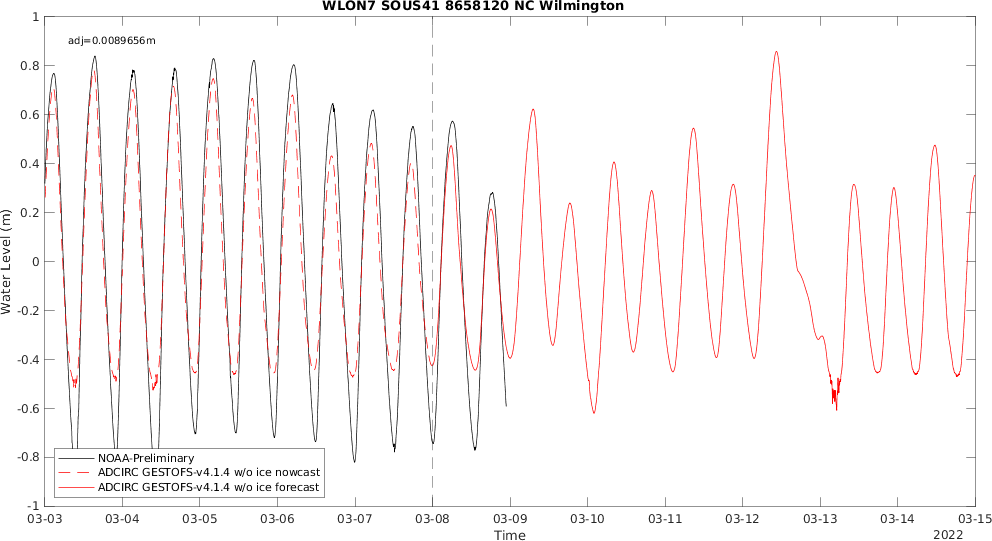 WLON7 SOUS41 8658120 NC Wilmington
adj=0.0089656m
1
0.8
0.6
0.4
0.2
0
-0.2
-0.4
-0.6
-0.8
-1
Water Level (m)
NOAA-Preliminary
ADCIRC GESTOFS-v4.1.4 w/o ice nowcast
ADCIRC GESTOFS-v4.1.4 w/o ice forecast
03-03 03-04 03-05 03-06 03-07 03-08 03-09 03-10 03-11 03-12 03-13 03-14 03-15
Time
2022